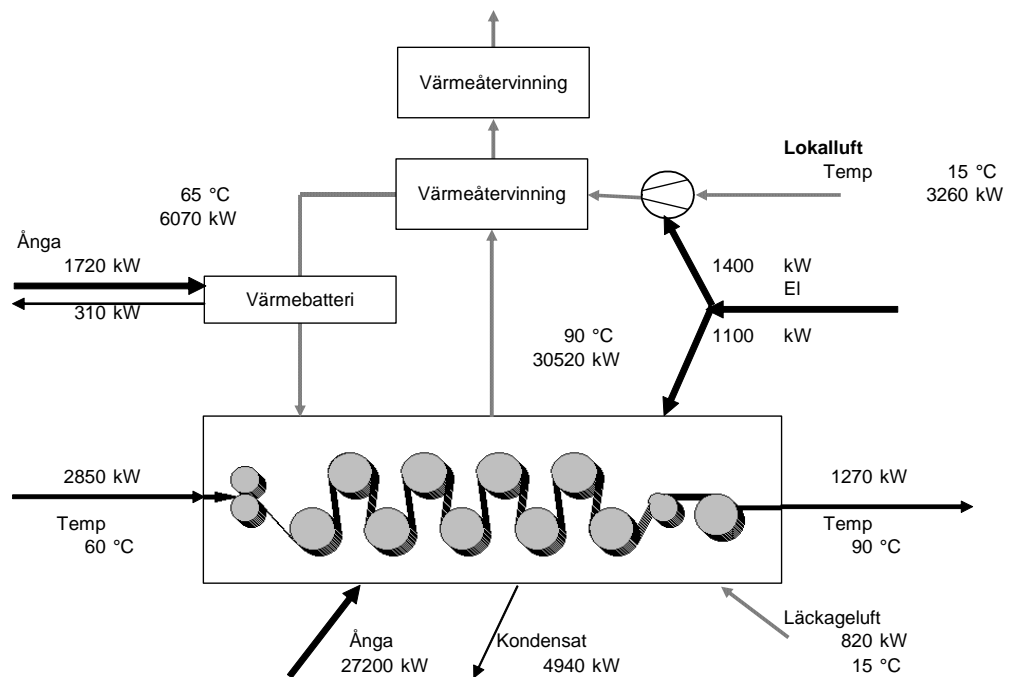 Värmeåtervinning
Lokalluft
Temp 15 °C
3260 kW
Värmeåtervinning
65 °C
6070 kW
Ånga
1720 kW
310 kW
Värmebatteri
1400 kW
El
1100 kW
90 °C
30520 kW
2850 kW
Temp
60 °C
1270 kW
Temp
90 °C
Ånga
27200 kW
Kondensat
4940 kW
Läckageluft
820 kW
15 °C